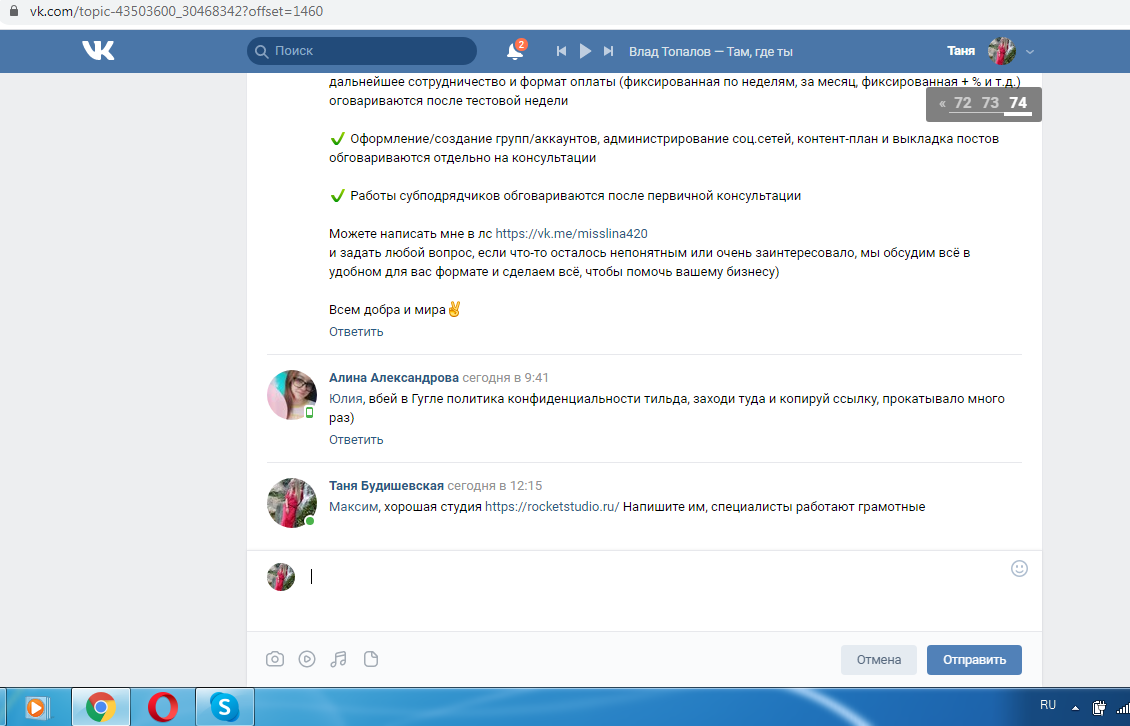 vk.com/topic-43503600_30468342?offset=1460
Поиск
2
Влад Топалов — Там, где ты
Таня
дальнейшее сотрудничество и формат оплаты (фиксированная по неделям, за месяц, фиксированная + % и т.д.)
оговариваются после тестовой недели
« 72 73 74
Оформление/создание групп/аккаунтов, администрирование соц.сетей, контент-план и выкладка постов
обговариваются отдельно на консультации
Работы субподрядчиков обговариваются после первичной консультации
Можете написать мне в лс https://vk.me/misslina420
и задать любой вопрос, если что-то осталось непонятным или очень заинтересовало, мы обсудим всё в
удобном для вас формате и сделаем всё, чтобы помочь вашему бизнесу)
Всем добра и мира
Ответить
Алина Александрова сегодня в 9:41
Юлия, вбей в Гугле политика конфиденциальности тильда, заходи туда и копируй ссылку, прокатывало много
раз)
Ответить
Таня Будишевская сегодня в 12:15
Максим, хорошая студия https://rocketstudio.ru/ Напишите им, специалисты работают грамотные
Отмена
Отправить
RU